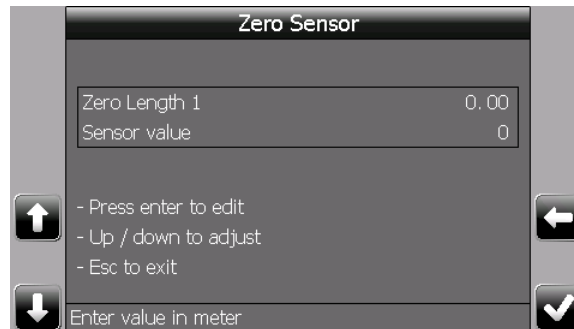 Zero Sensor
Zero Length 1 0.00
Sensor value 0
- Press enter to edit
- Up / down to adjust
- Esc to exit
Enter value in meter